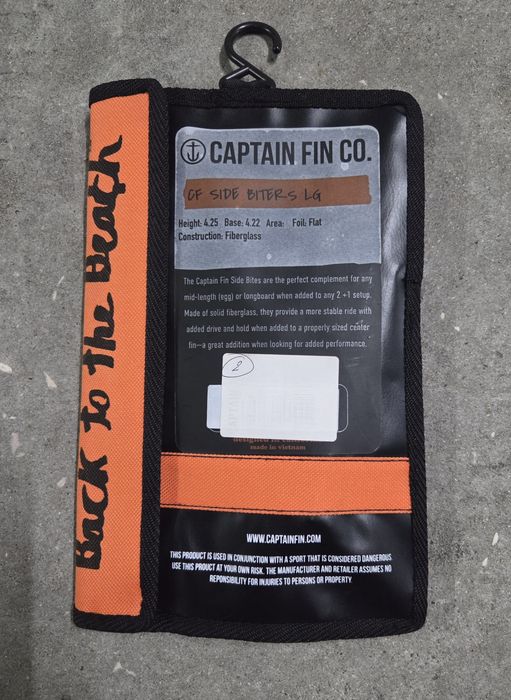 Back to the Beach
CAPTAIN FIN CO.
CF SIDE BITERS LG
Height: 4.25 Base: 4.22 Area: Foil: Flat
Construction: Fiberglass
The Captain Fin Side Bites are the perfect complement for any
mid-length (egg) or longboard when added to any 2 +1 setup.
Made of solid fiberglass, they provide a more stable ride with
added drive and hold when added to a properly sized center
fin—a great addition when looking for added performance.
2
CAPTAIN
designed in
made in vietnam
WWW.CAPTAINFIN.COM
THIS PRODUCT IS USED IN CONJUNCTION WITH A SPORT THAT IS CONSIDERED DANGEROUS.
USE THIS PRODUCT AT YOUR OWN RISK. THE MANUFACTURER AND RETAILER ASSUMES NO
REPONSIBILITY FOR INJURIES TO PERSONS OR PROPERTY.